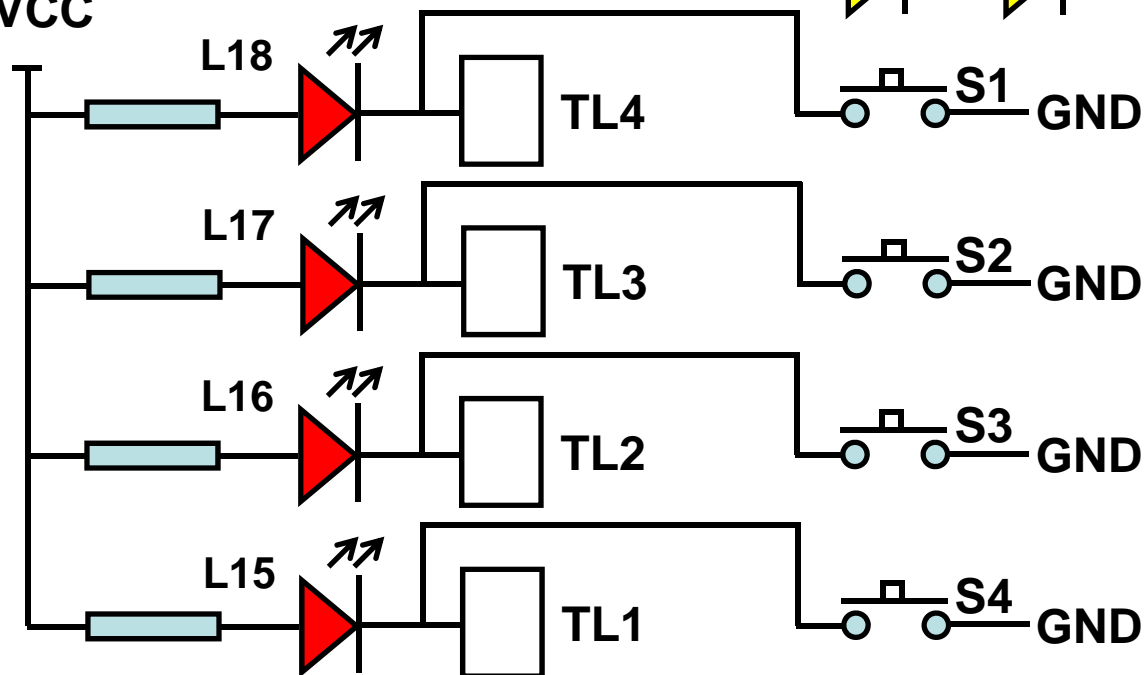 VCC
L18
TL4
S1
GND
L17
TL3
S2
GND
L16
TL2
S3
GND
L15
TL1
S4
GND